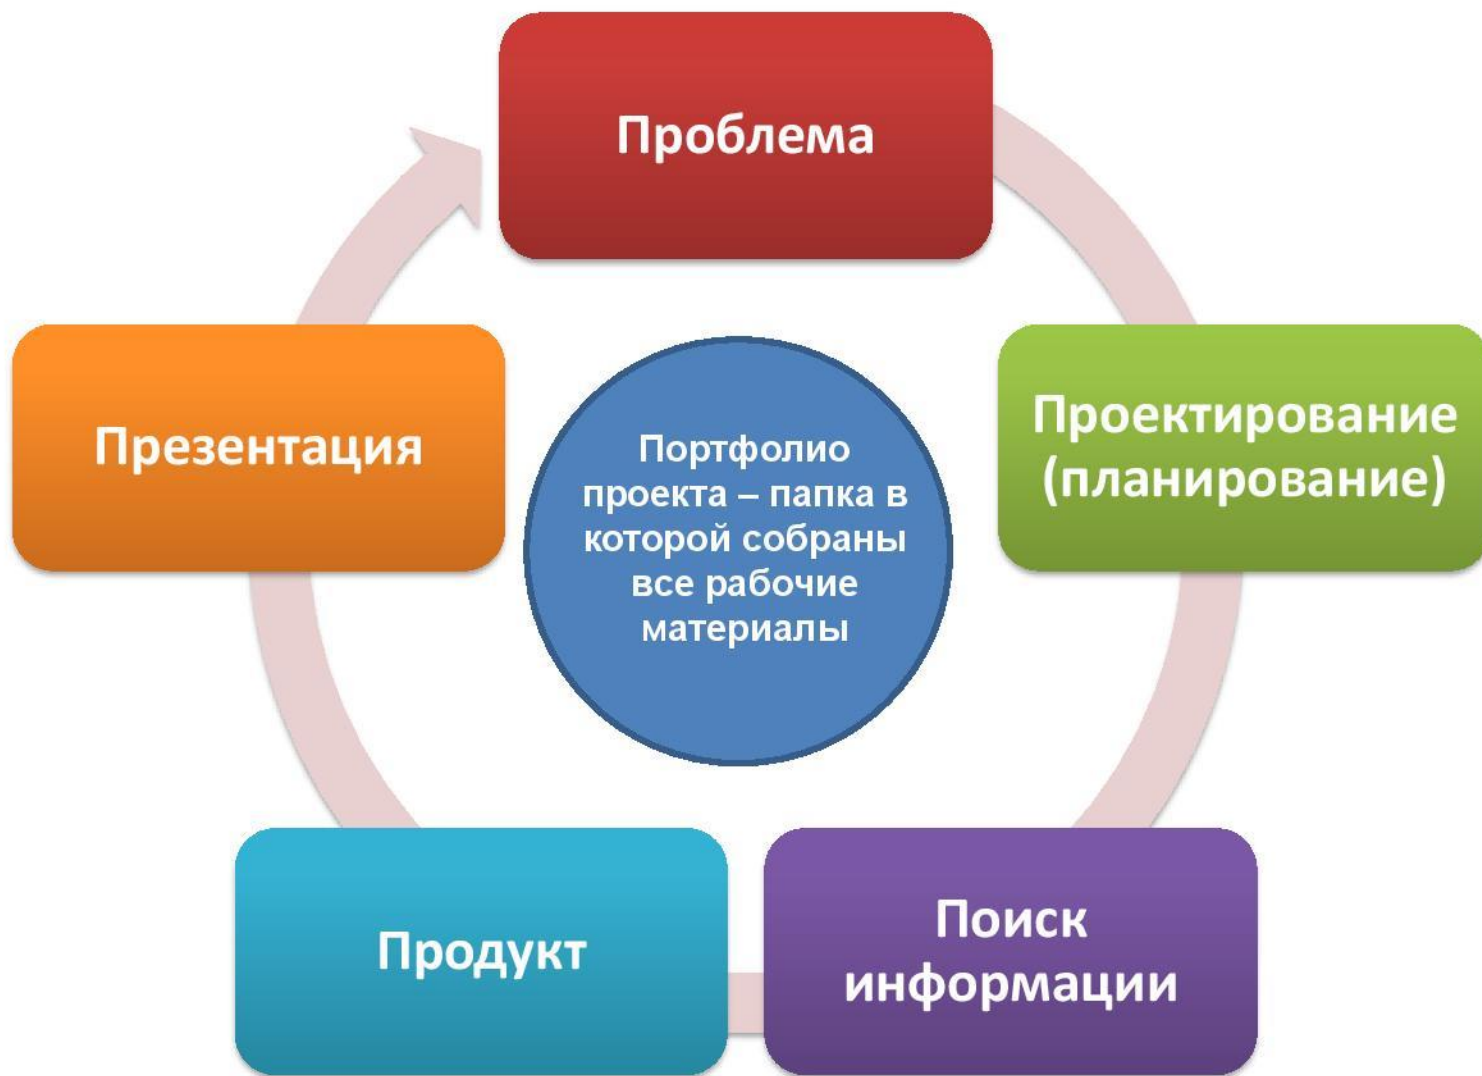 Проблема
Проектирование
(планирование)
Поиск
информации
Продукт
Презентация
Портфолио
проекта – папка в
которой собраны
все рабочие
материалы